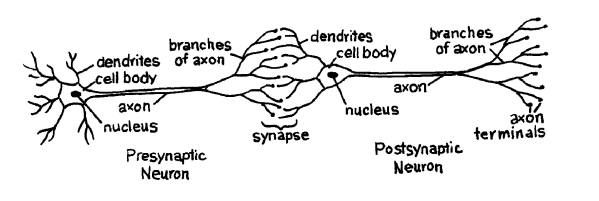 dendrites
cell body
axon
nucleus
Presynaptic
Neuron
branches
of axon
synapse
dendrites
cell body
nucleus
axon
Postsynaptic
Neuron
branches
of axon
axon
terminals